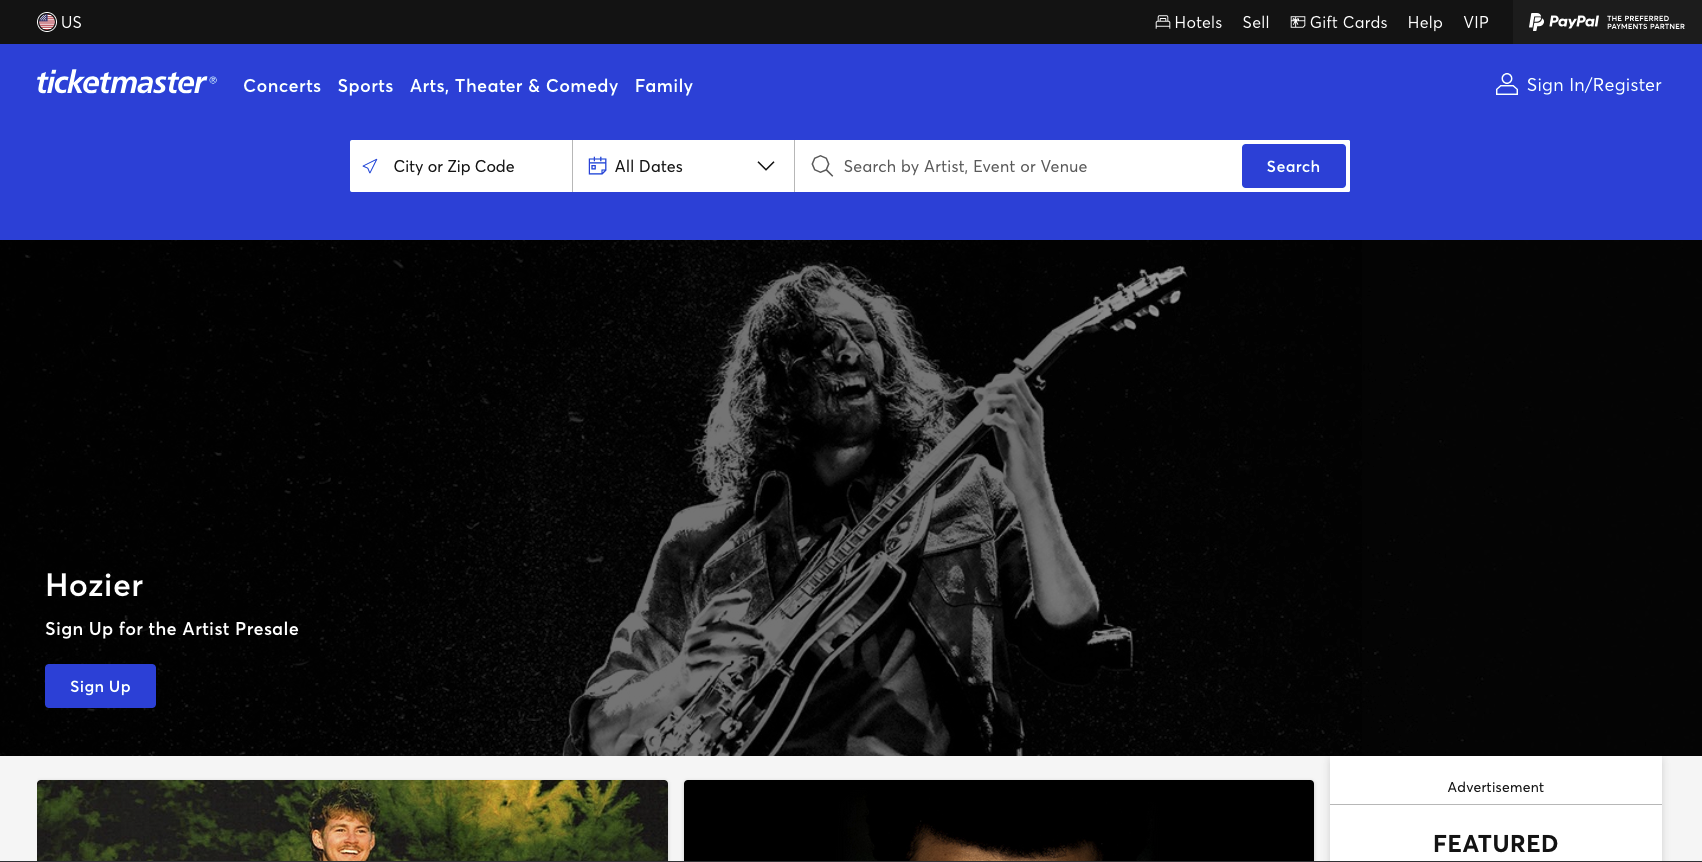 US
Hotels Sell Gift Cards Help VIP
PayPal THE PREFERRED
PAYMENTS PARTNER
ticketmaster®
Concerts Sports Arts, Theater & Comedy Family
Sign In/Register
City or Zip Code
All Dates
Search by Artist, Event or Venue
Search
Hozier
Sign Up for the Artist Presale
Sign Up
Advertisement
FEATURED